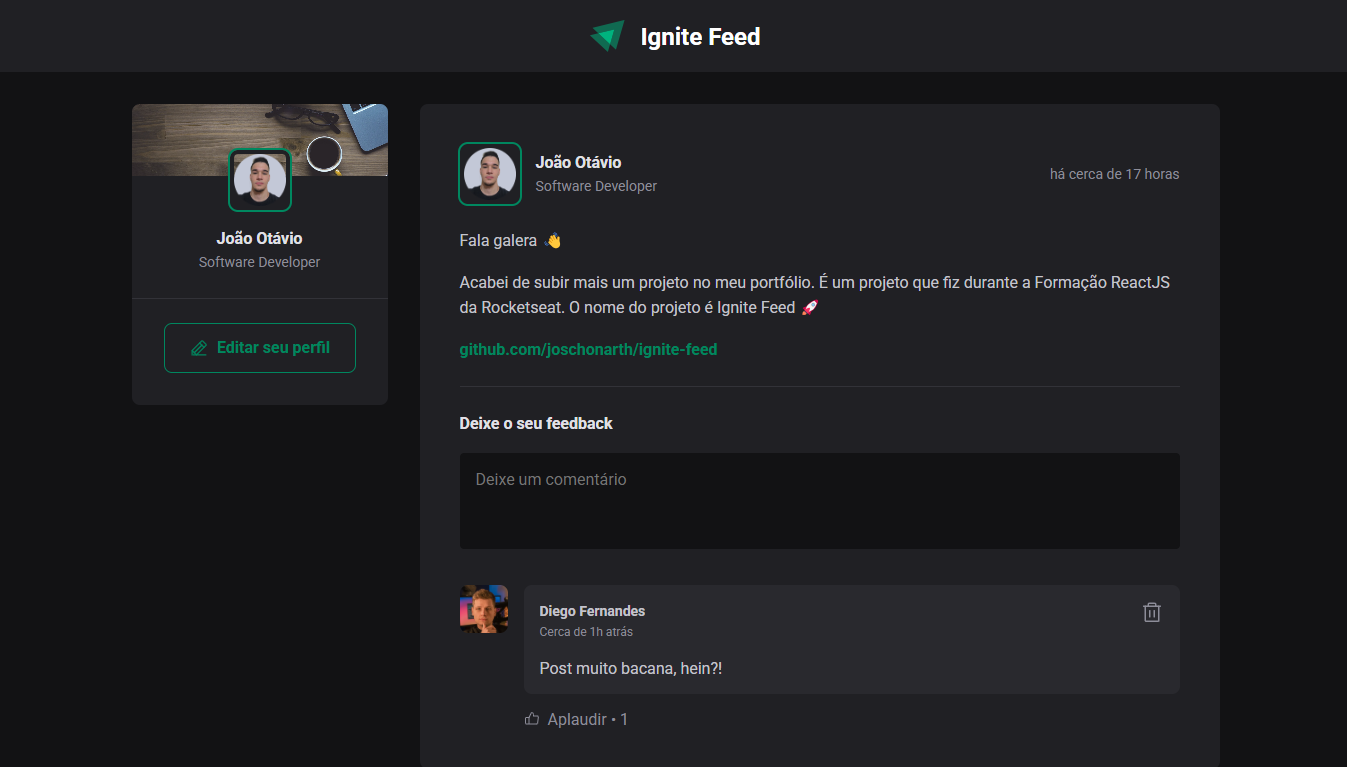 Ignite Feed
João Otávio
Software Developer
Editar seu perfil
João Otávio
Software Developer
há cerca de 17 horas
Fala galera 👋
Acabei de subir mais um projeto no meu portfólio. É um projeto que fiz durante a Formação ReactJS
da Rocketseat. O nome do projeto é Ignite Feed 🚀
github.com/joschonarth/ignite-feed
Deixe o seu feedback
Deixe um comentário
Diego Fernandes
Cerca de 1h atrás
Post muito bacana, hein?!
Aplaudir • 1